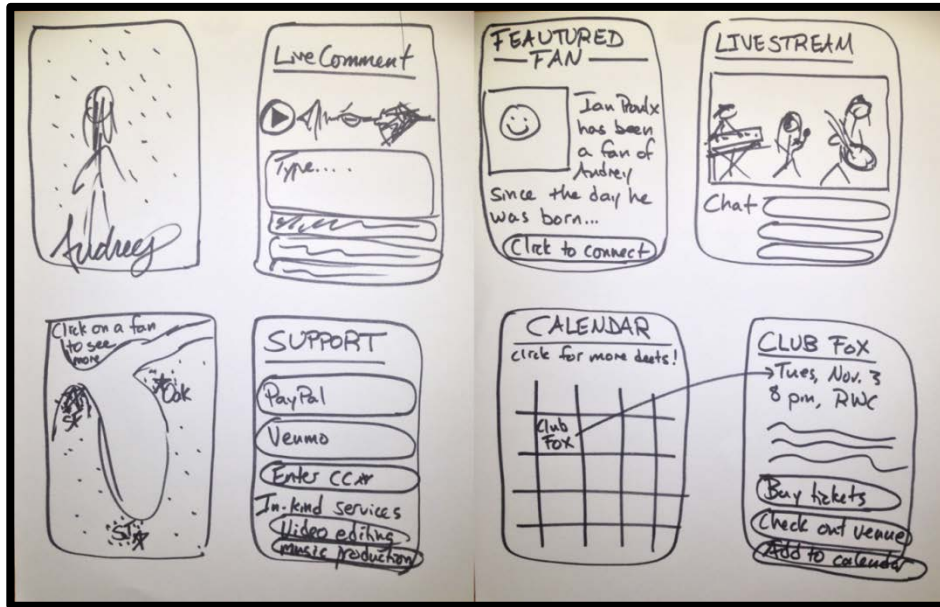 Audrey
Live Comment
Type....
FEAUTURED
FAN
Ian Proulx
has been
a fan of
Audrey
since the day he
was born...
Click to connect
LIVESTREAM
Chat
Click on a fan
to see
more
SF
Oak
SJ
SUPPORT
PayPal
Venmo
Enter CC#
In-kind services
Video editing
music production
CALENDAR
click for more deets!
Club
Fox
CLUB FOX
Tues, Nov. 3
8 pm, RWC
Buy tickets
Check out venue
Add to calendar